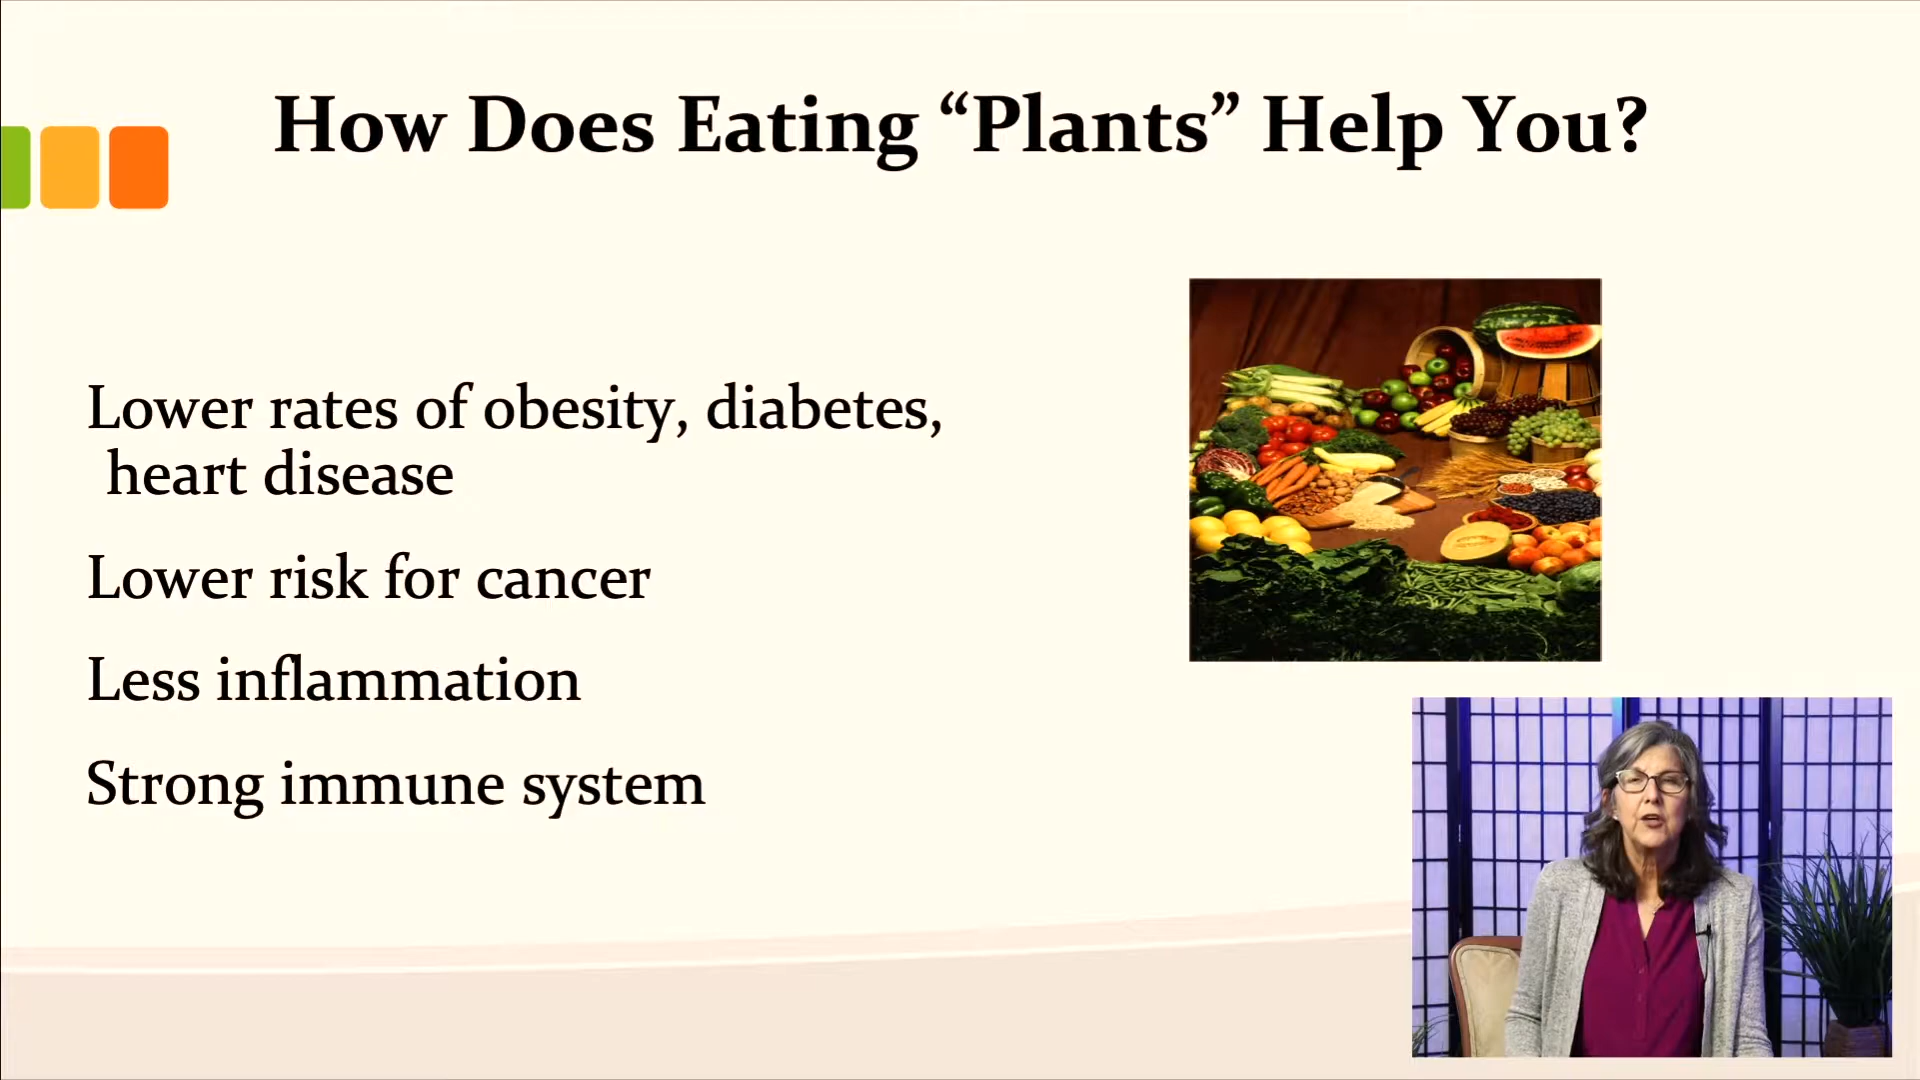 How Does Eating “Plants” Help You?
Lower rates of obesity, diabetes,
heart disease
Lower risk for cancer
Less inflammation
Strong immune system